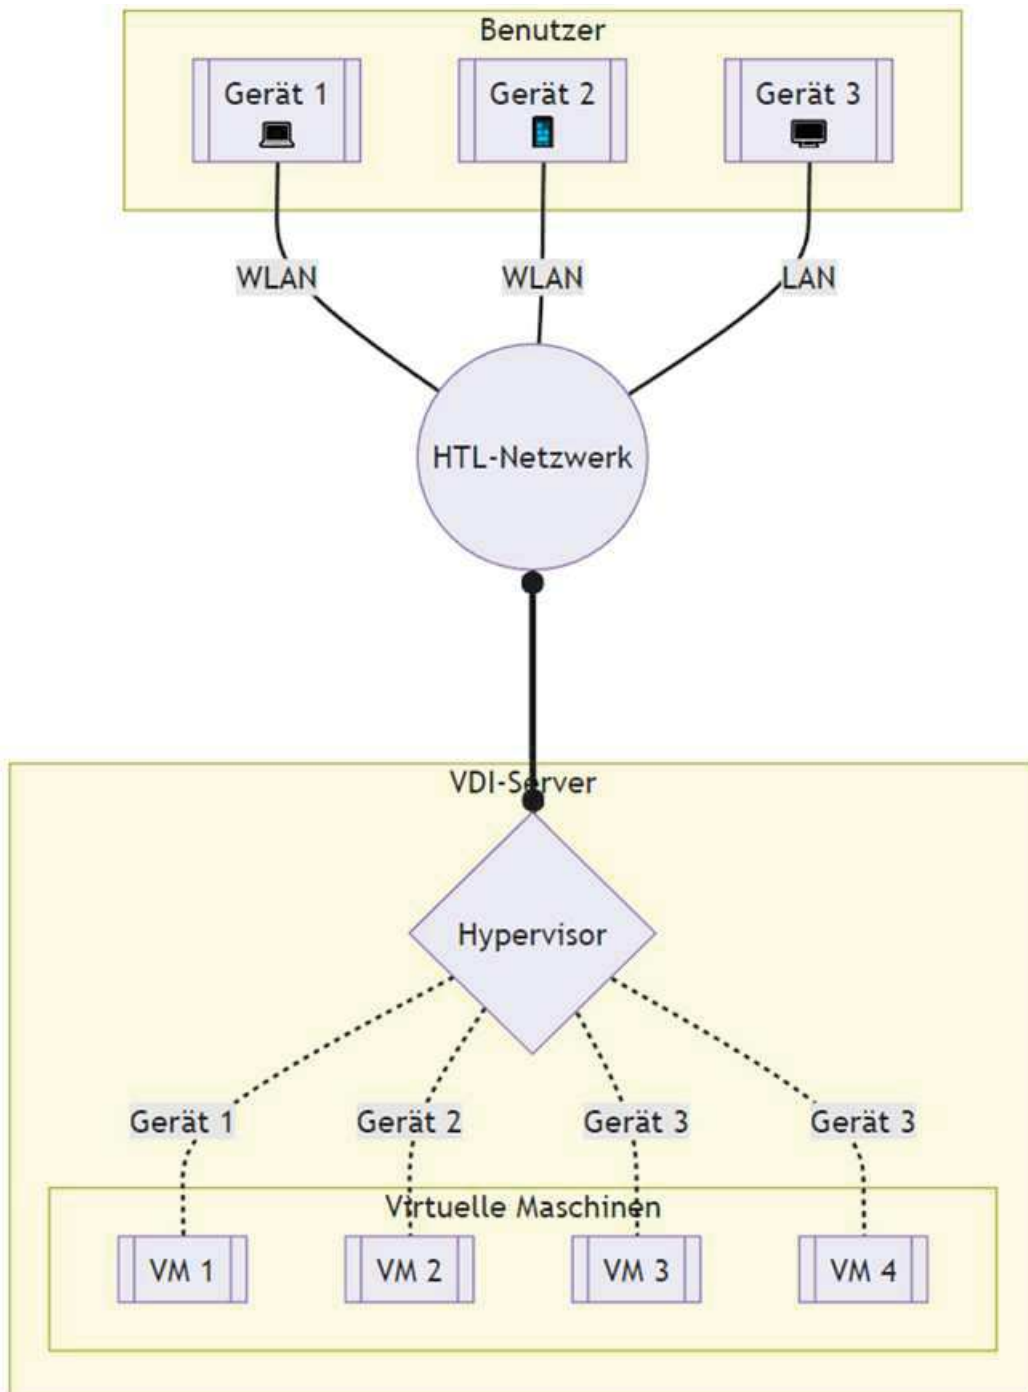 Benutzer
Gerät 1
Gerät 2
Gerät 3
WLAN
WLAN
LAN
HTL-Netzwerk
VDI-Server
Hypervisor
Gerät 1
Gerät 2
Gerät 3
Gerät 3
Virtuelle Maschinen
VM 1
VM 2
VM 3
VM 4